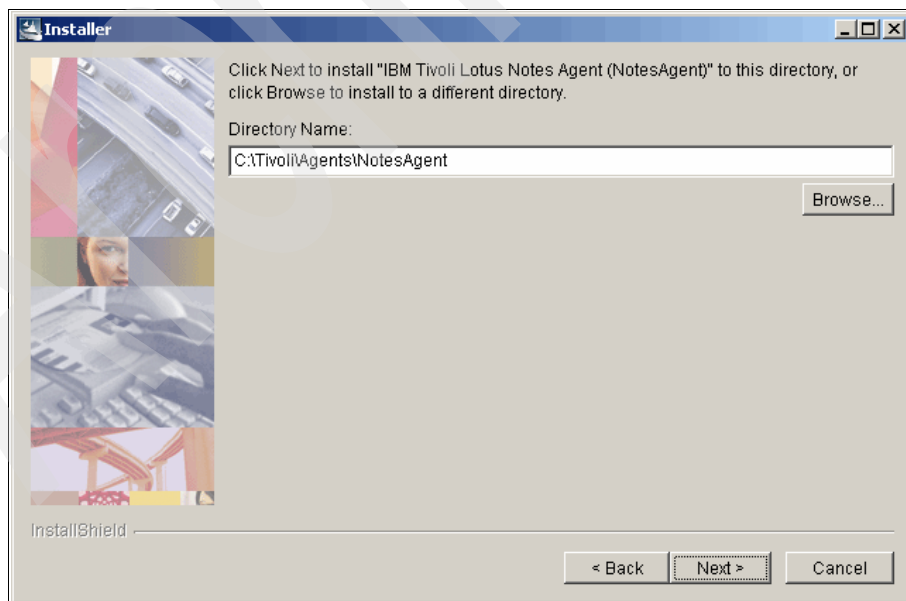 Installer
Click Next to install "IBM Tivoli Lotus Notes Agent (NotesAgent)" to this directory, or
click Browse to install to a different directory.
Directory Name:
C:\Tivoli\Agents\NotesAgent
Browse...
InstallShield
< Back
Next >
Cancel